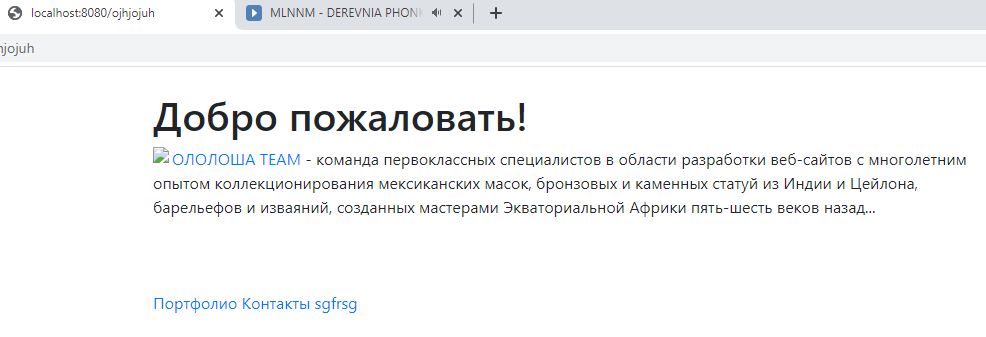 localhost:8080/ojhjojuh
MLNNM - DEREVNIA PHON
hjojuh
Добро пожаловать!
ОЛОЛОША TEAM - команда первоклассных специалистов в области разработки веб-сайтов с многолетним
опытом коллекционирования мексиканских масок, бронзовых и каменных статуй из Индии и Цейлона,
барельефов и изваяний, созданных мастерами Экваториальной Африки пять-шесть веков назад...
Портфолио Контакты sgfrsg